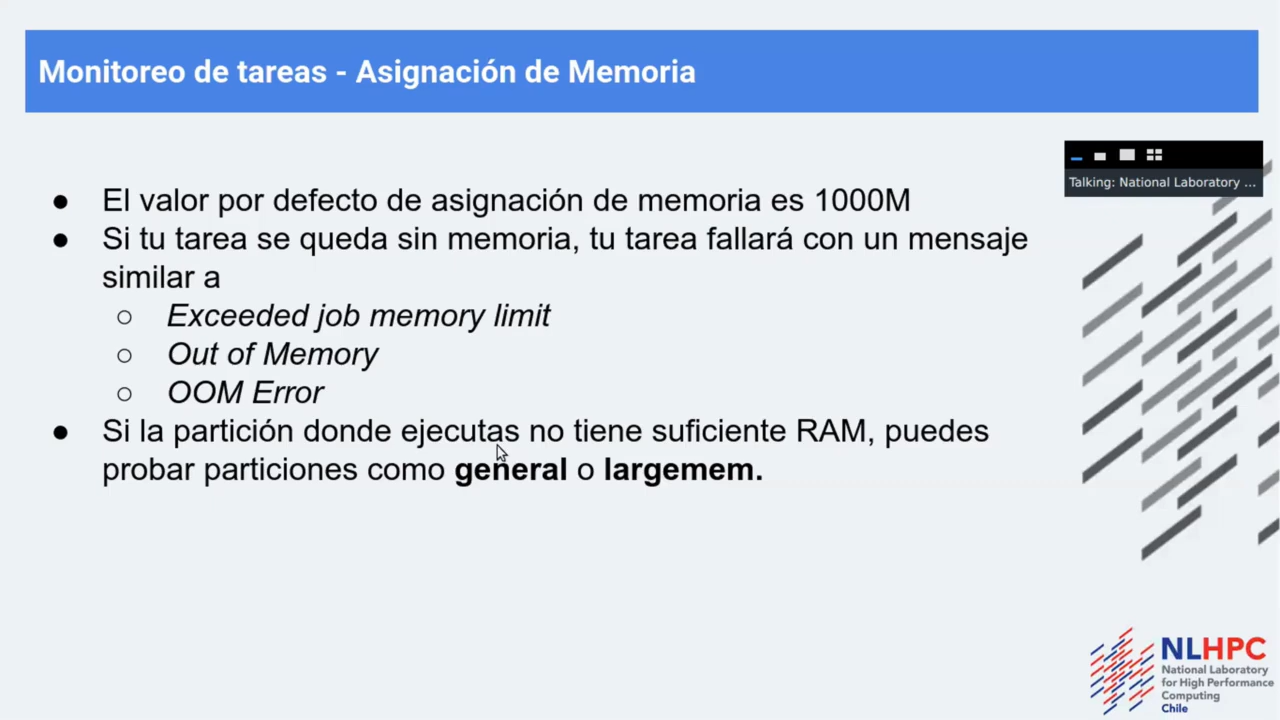 Monitoreo de tareas - Asignación de Memoria
Talking: National Laboratory ...
● El valor por defecto de asignación de memoria es 1000M
● Si tu tarea se queda sin memoria, tu tarea fallará con un mensaje
similar a
○ Exceeded job memory limit
○ Out of Memory
○ OOM Error
● Si la partición donde ejecutas no tiene suficiente RAM, puedes
probar particiones como general o largemem.
NLHPC
National Laboratory
for High Performance
Computing
Chile